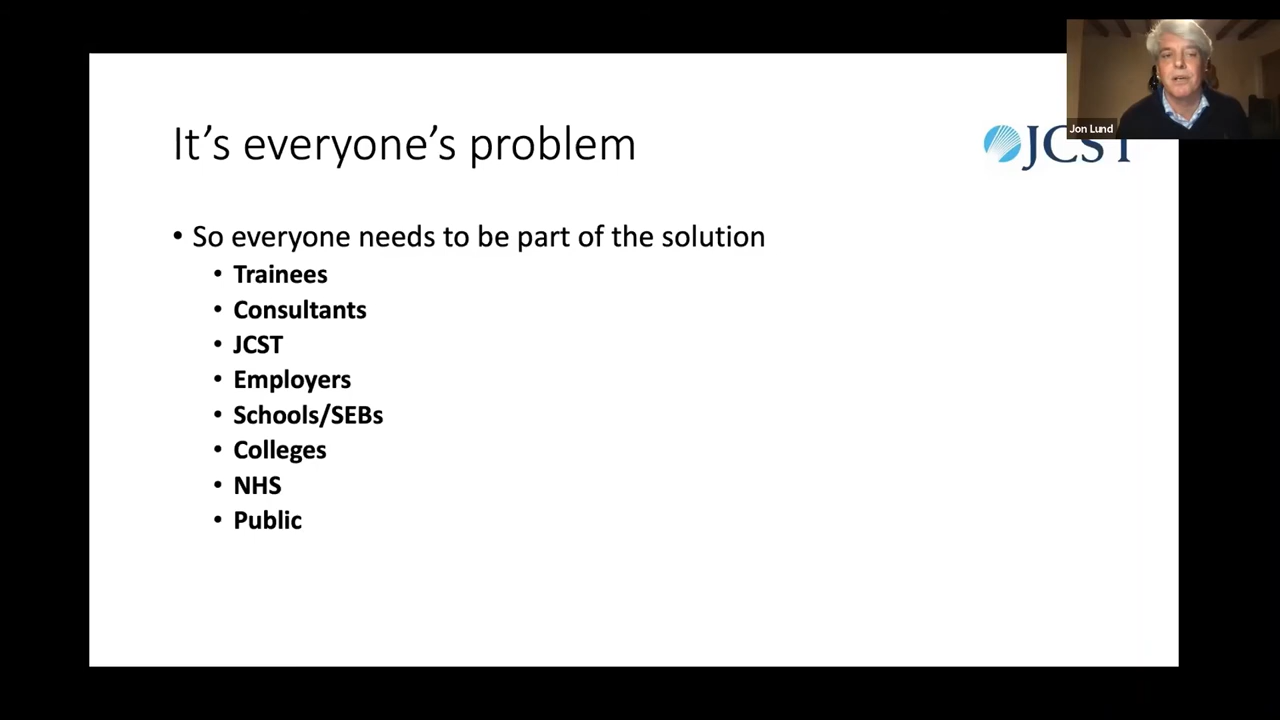 Jon Lund
It's everyone's problem
JCST
• So everyone needs to be part of the solution
• Trainees
• Consultants
• JCST
• Employers
• Schools/SEBs
• Colleges
• NHS
• Public